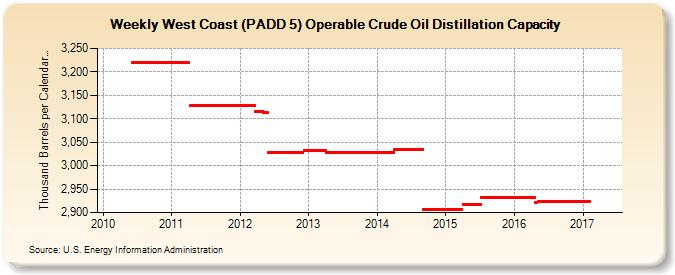 Weekly West Coast (PADD 5) Operable Crude Oil Distillation Capacity
Thousand Barrels per Calendar...
3,250
3,200
3,150
3,100
3,050
3,000
2,950
2,900
2010 2011 2012 2013 2014 2015 2016 2017
Source: U.S. Energy Information Administration